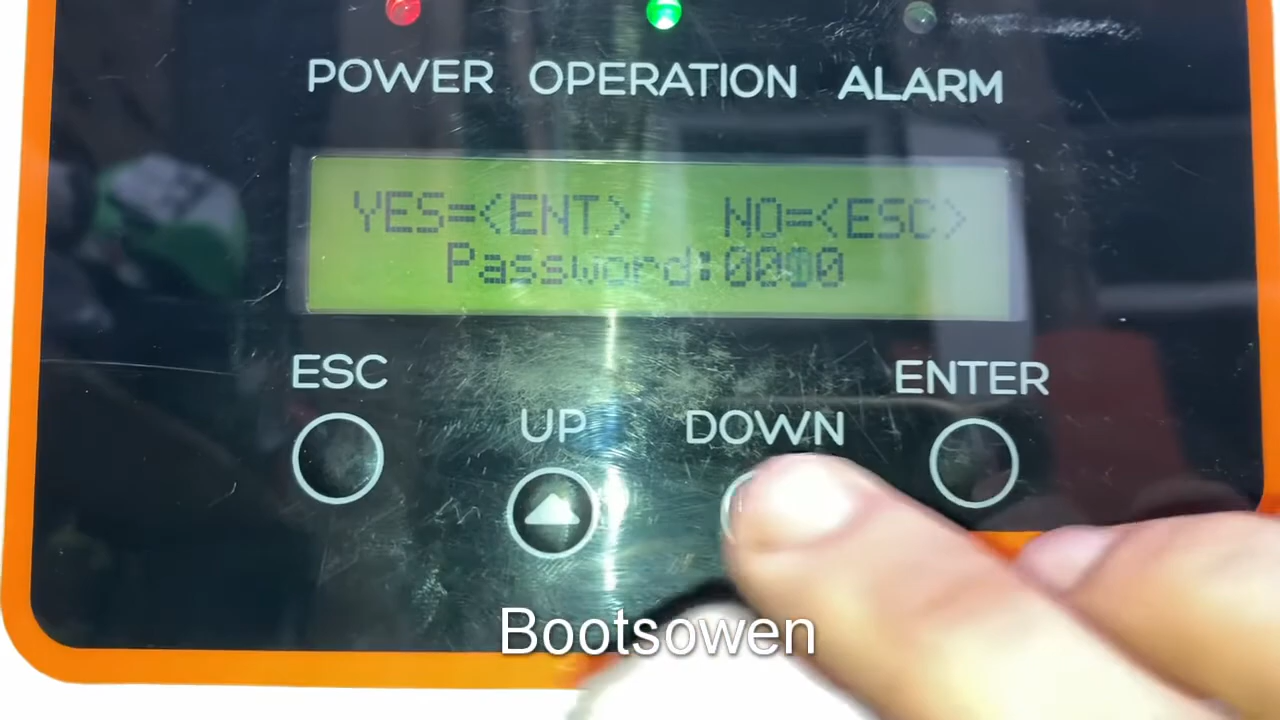 POWER OPERATION ALARM
YES=<ENT> NO=<ESC>
Password:0000
ESC UP DOWN ENTER
Bootsowen